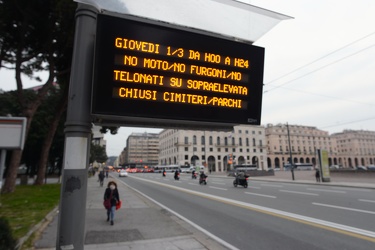 GIOVEDI 1/3 DA H00 A H24
NO MOTO/NO FURGONI/NO
TELONATI SU SOPRAELEVATA
CHIUSI CIMITERI/PARCHI